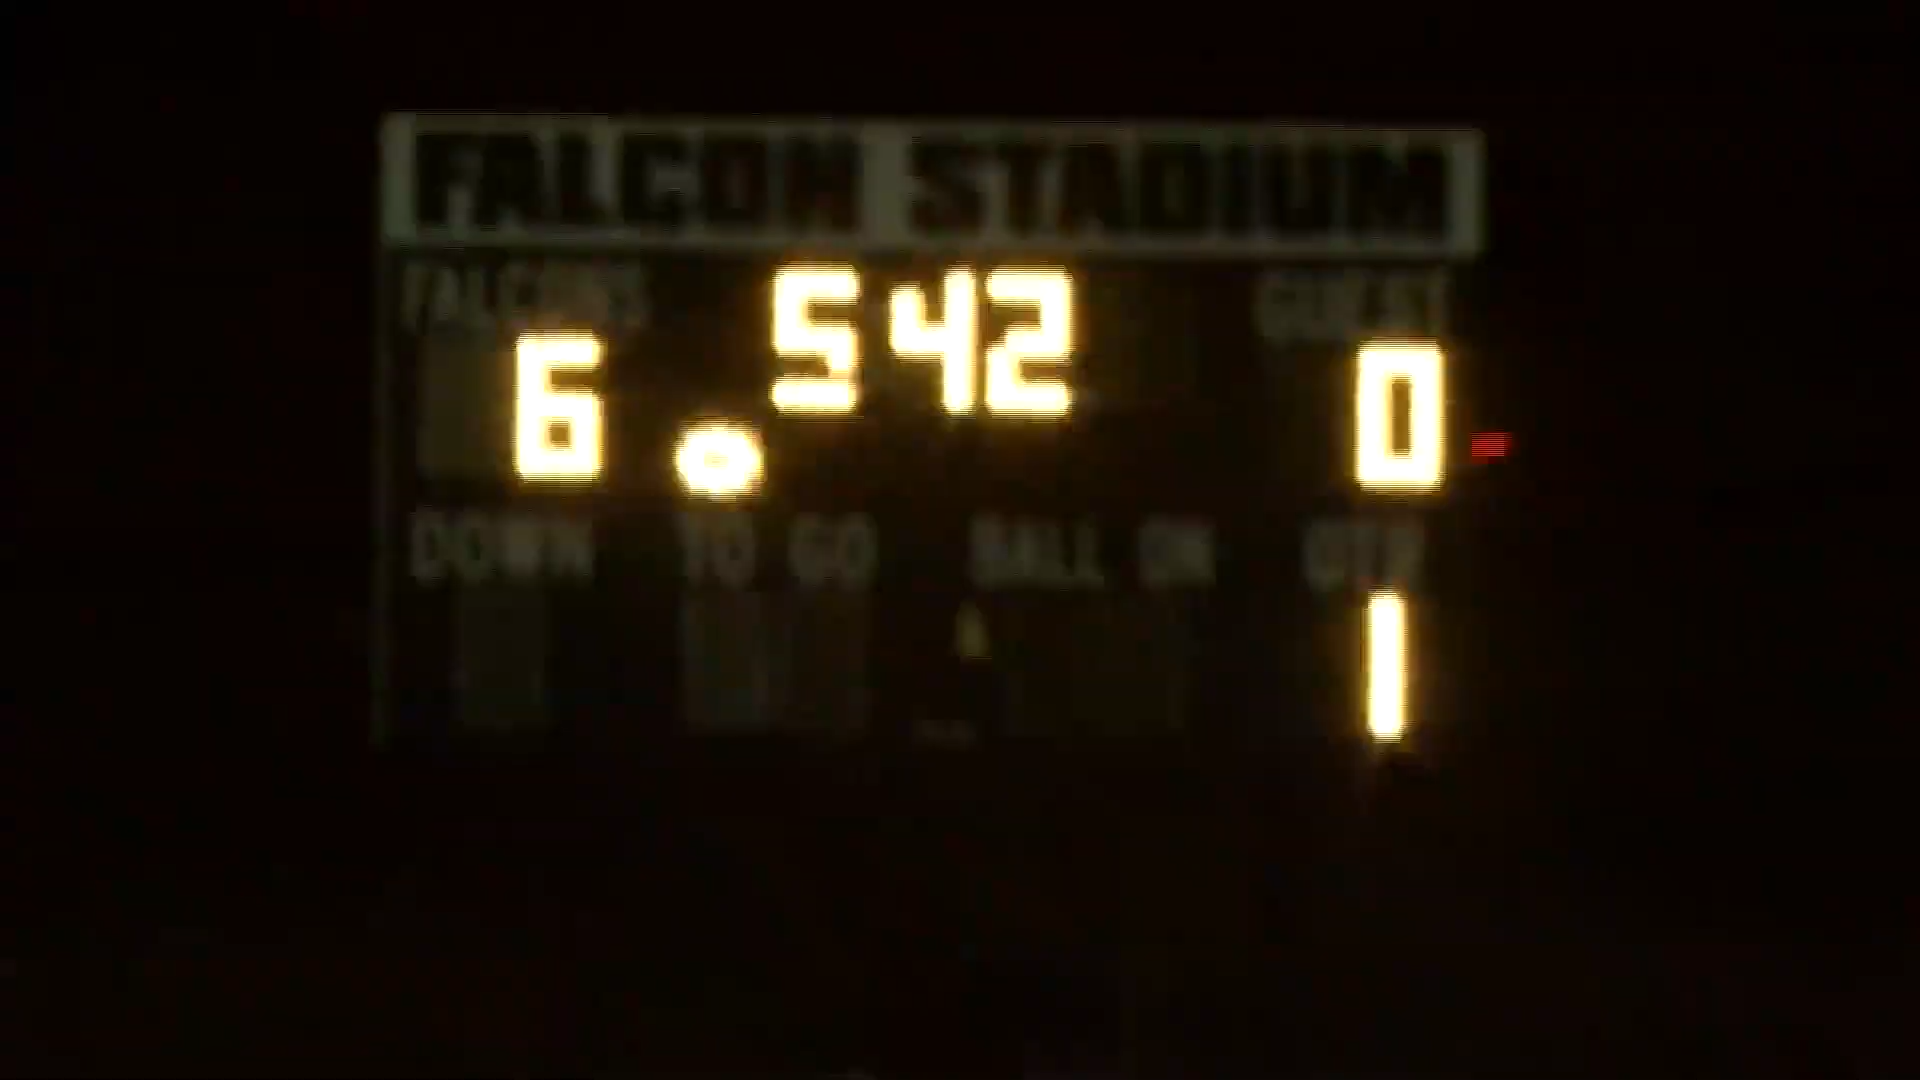 FALCON STADIUM
FALCONS 542 GUEST
6 0
DOWN TO GO BALL ON QTR
1